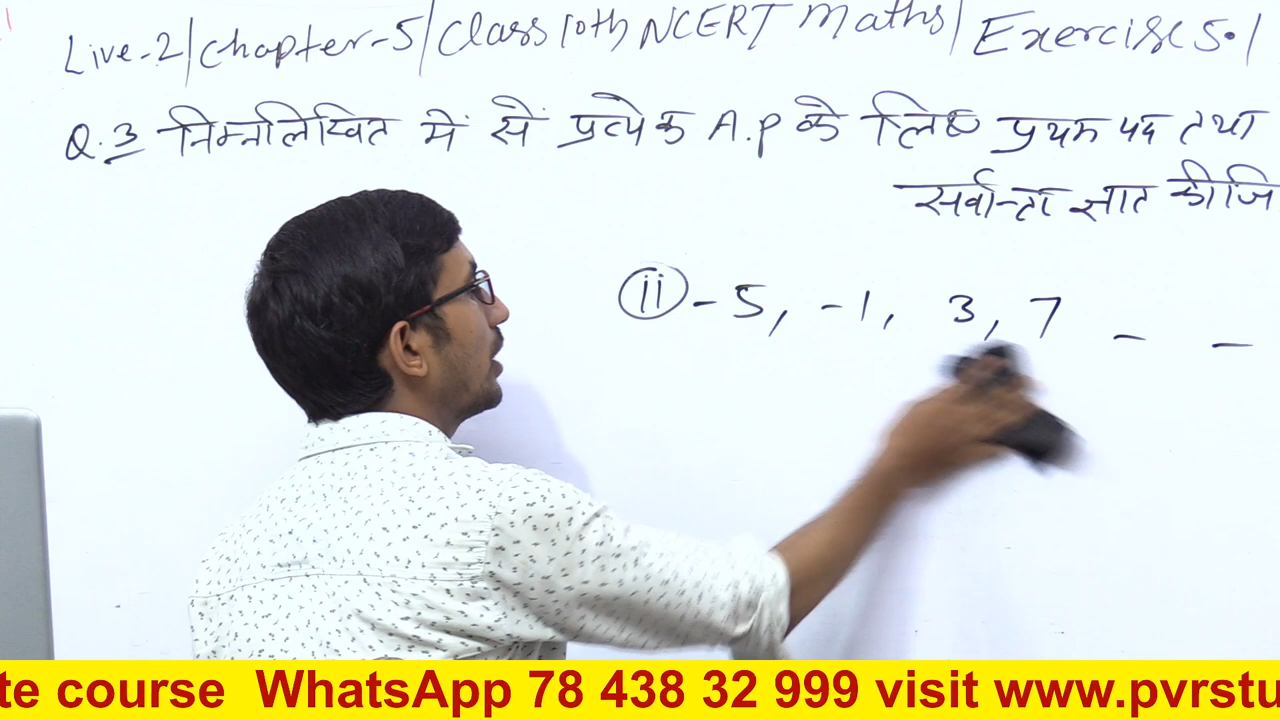 Live-2/Chapter-5/Class 10th NCERT Maths/Exercise 5.1
Q.3 निम्नलिखित में से प्रत्येक A.P के लिए प्रथम पद तथा
सर्वान्तर ज्ञात कीजि
(ii) -5, -1, 3, 7 - -
te course WhatsApp 78 438 32 999 visit www.pvrstu